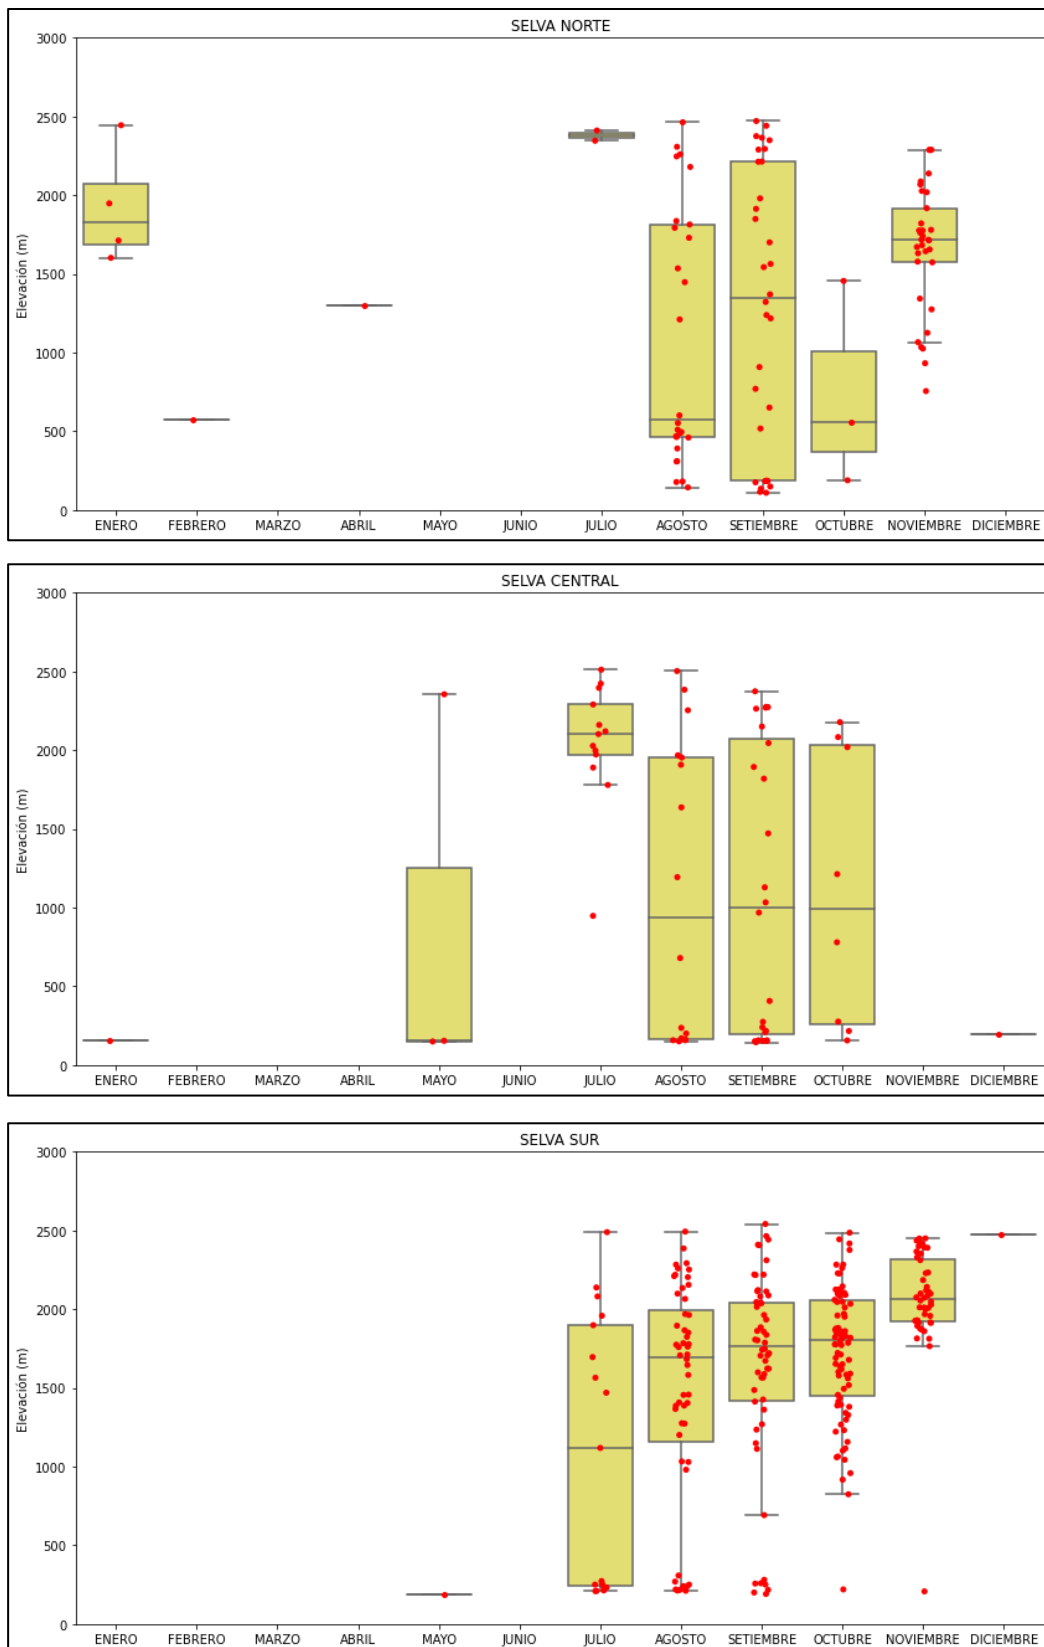 SELVA NORTE
3000
2500
2000
1500
1000
500
0
Elevación (m)
ENERO FEBRERO MARZO ABRIL MAYO JUNIO JULIO AGOSTO SETIEMBRE OCTUBRE NOVIEMBRE DICIEMBRE
SELVA CENTRAL
3000
2500
2000
1500
1000
500
0
Elevación (m)
ENERO FEBRERO MARZO ABRIL MAYO JUNIO JULIO AGOSTO SETIEMBRE OCTUBRE NOVIEMBRE DICIEMBRE
SELVA SUR
3000
2500
2000
1500
1000
500
0
Elevación (m)
ENERO FEBRERO MARZO ABRIL MAYO JUNIO JULIO AGOSTO SETIEMBRE OCTUBRE NOVIEMBRE DICIEMBRE